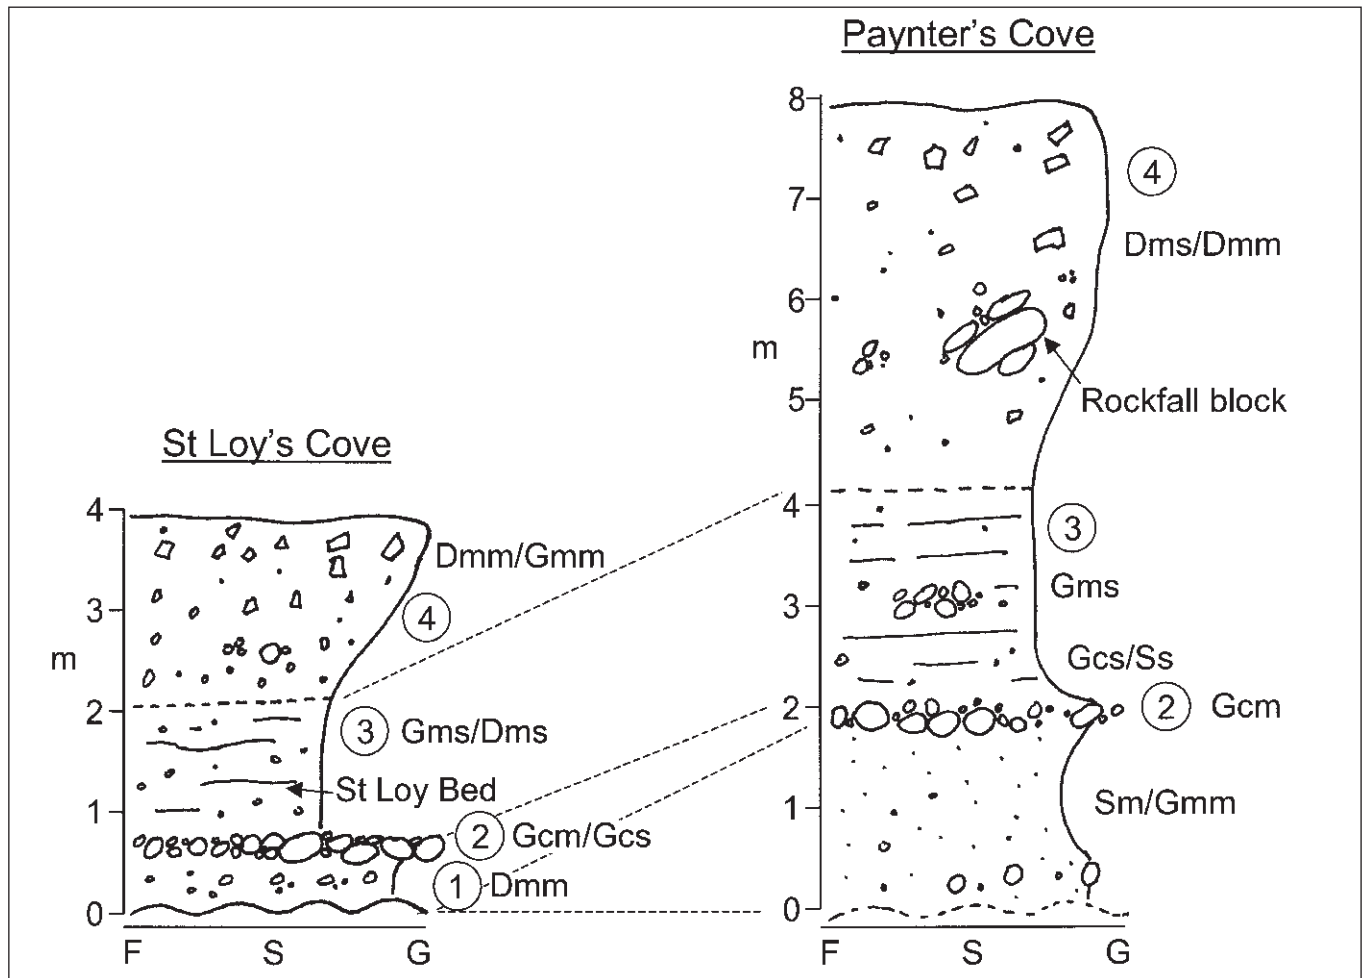 St Loy's Cove
4
3
m
2
1
0
F S G
Dmm/Gmm
4
3 Gms/Dms
St Loy Bed
2 Gcm/Gcs
1 Dmm
Paynter's Cove
8
7
6
m
5
4
3
2
1
0
F S G
4
Dms/Dmm
Rockfall block
3
Gms
Gcs/Ss
2 Gcm
Sm/Gmm